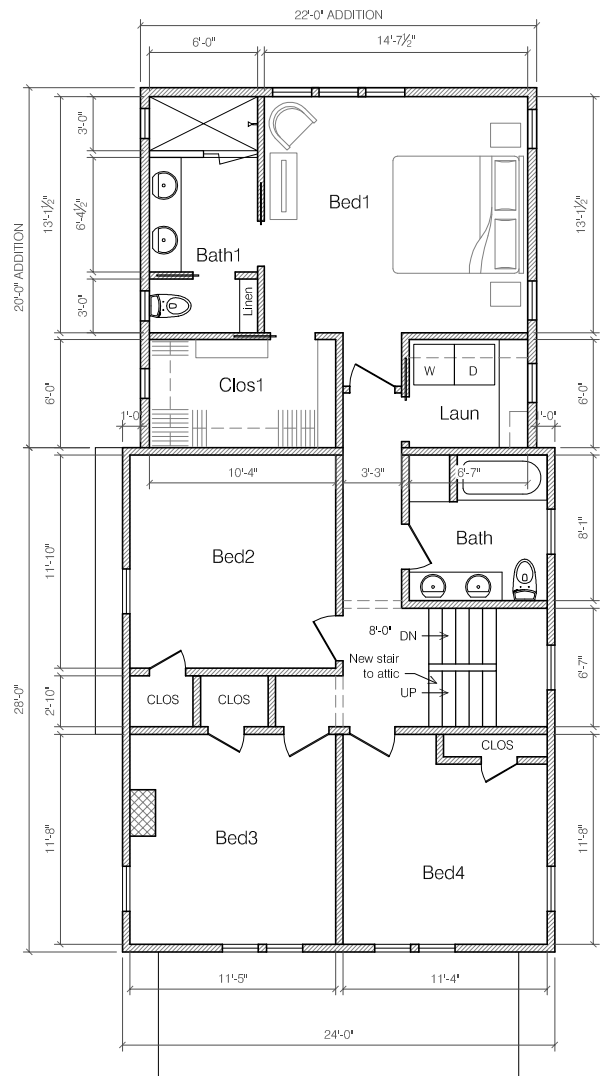 22'-0" ADDITION
6'-0"
14'-7½"
3'-0"
6'-4½"
13'-1½"
20'-0" ADDITION
3'-0"
Bed1
13'-1½"
Bath1
Linen
6'-0"
Clos1
W
D
Laun
6'-0"
1'-0"
1'-0"
10'-4"
3'-3"
6'-7"
11'-10"
Bed2
Bath
8'-1"
8'-0"
DN
New stair
to attic
UP
6'-7"
28'-0"
2'-10"
CLOS
CLOS
CLOS
11'-8"
Bed3
Bed4
11'-8"
11'-5"
11'-4"
24'-0"